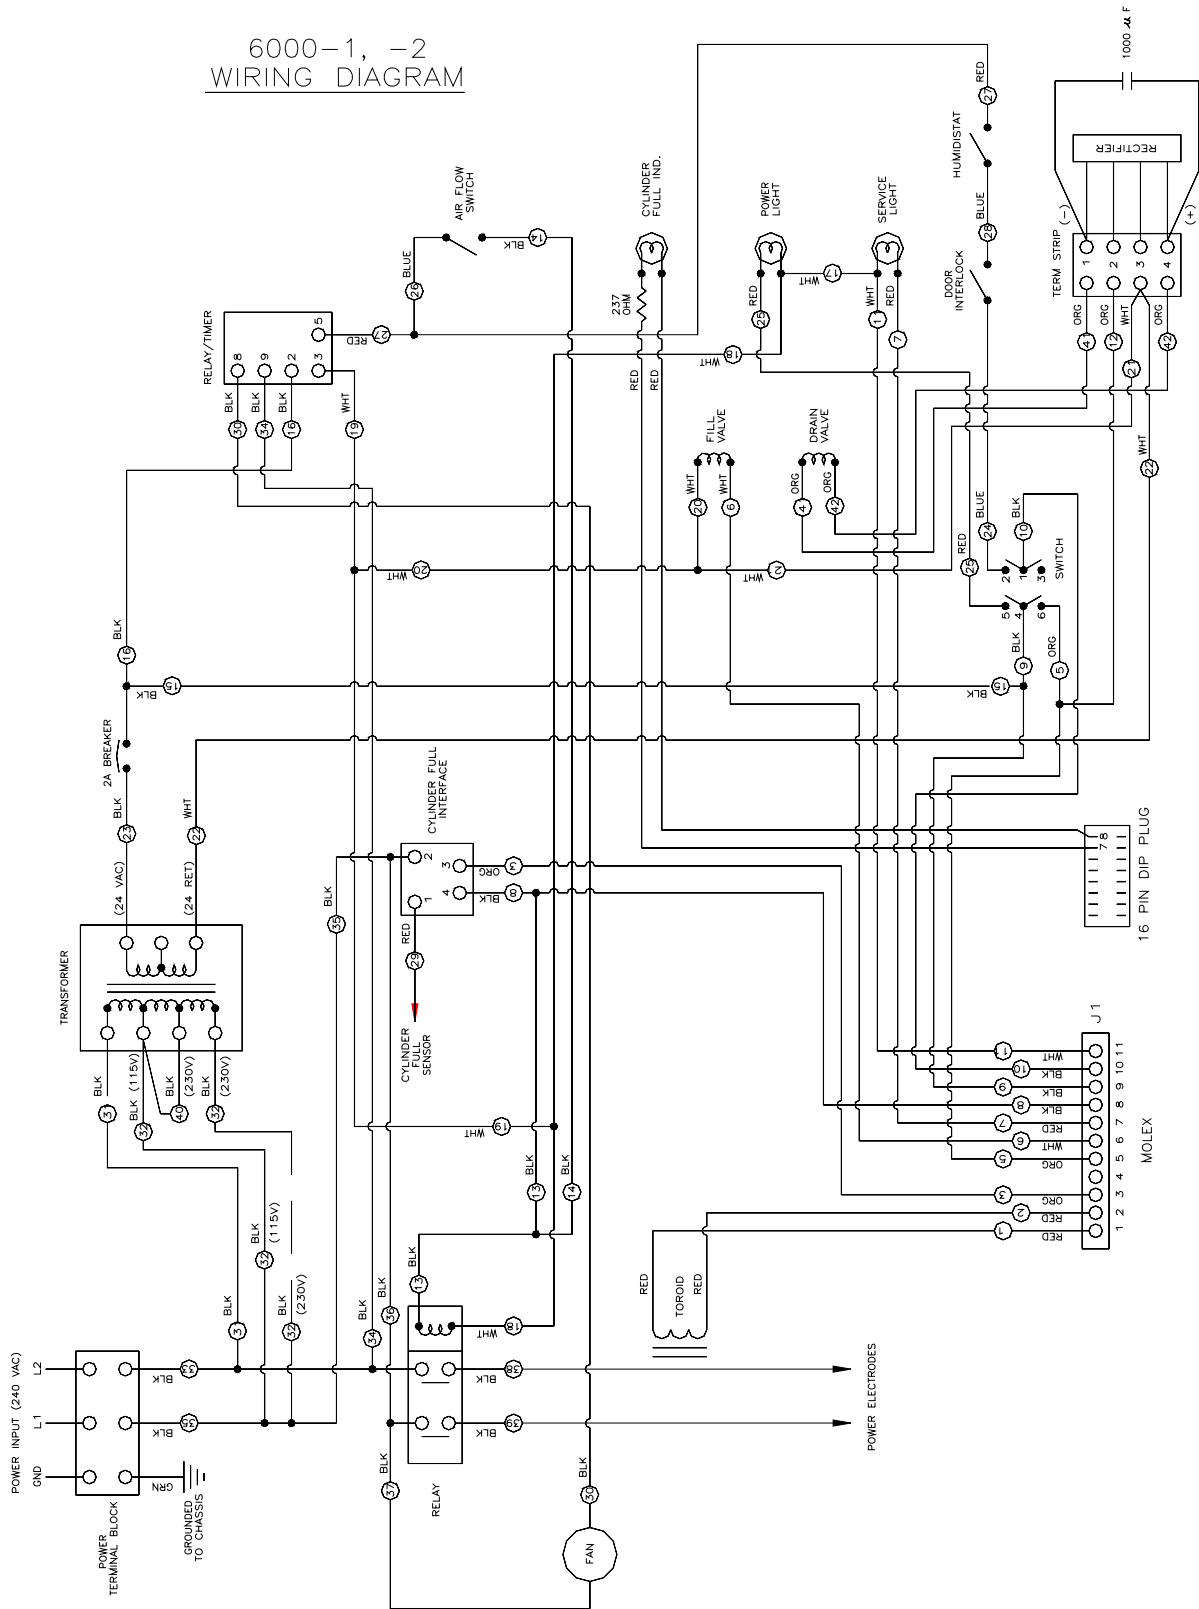 6000-1, -2
WIRING DIAGRAM
1000 µF
RED
27
HUMIDISTAT
BLUE
28
DOOR
INTERLOCK
RECTIFIER
(-)
(+)
TERM STRIP
1
2
3
4
ORG
41
ORG
12
WHT
21
ORG
42
WHT
22
AIR FLOW
SWITCH
BLK
14
BLUE
26
CYLINDER
FULL IND.
237
OHM
RED
RED
POWER
LIGHT
RED
25
WHT
17
WHT
18
SERVICE
LIGHT
WHT
11
RED
7
RELAY/TIMER
8
9
2
3
5
RED
27
BLK
30
BLK
34
BLK
16
WHT
19
FILL
VALVE
WHT
20
WHT
6
DRAIN
VALVE
ORG
4
ORG
42
BLUE
24
BLK
10
RED
25
WHT
20
WHT
21
2
1
3
SWITCH
5
4
6
BLK
9
ORG
5
BLK
16
BLK
15
BLK
15
2A BREAKER
BLK
23
WHT
22
(24 VAC)
(24 RET)
TRANSFORMER
CYLINDER FULL
INTERFACE
2
3
1
4
ORG
3
BLK
8
RED
29
CYLINDER
FULL
SENSOR
BLK
35
7
8
16 PIN DIP PLUG
BLK
31
BLK (115V)
32
BLK
(230V)
40
BLK
(230V)
32
WHT
19
BLK
13
BLK
14
J1
MOLEX
1
2
3
4
5
6
7
8
9
10
11
RED
1
RED
2
ORG
3
ORG
5
WHT
6
RED
7
BLK
8
BLK
9
BLK
10
WHT
11
BLK
31
BLK
(115V)
32
BLK
(230V)
32
BLK
13
BLK
36
34
WHT
18
RED
TOROID
RED
POWER INPUT (240 VAC)
L2
L1
GND
BLK
33
BLK
35
GRN
GROUNDED
TO CHASSIS
POWER
TERMINAL BLOCK
BLK
38
BLK
39
BLK
37
RELAY
BLK
30
FAN
POWER ELECTRODES